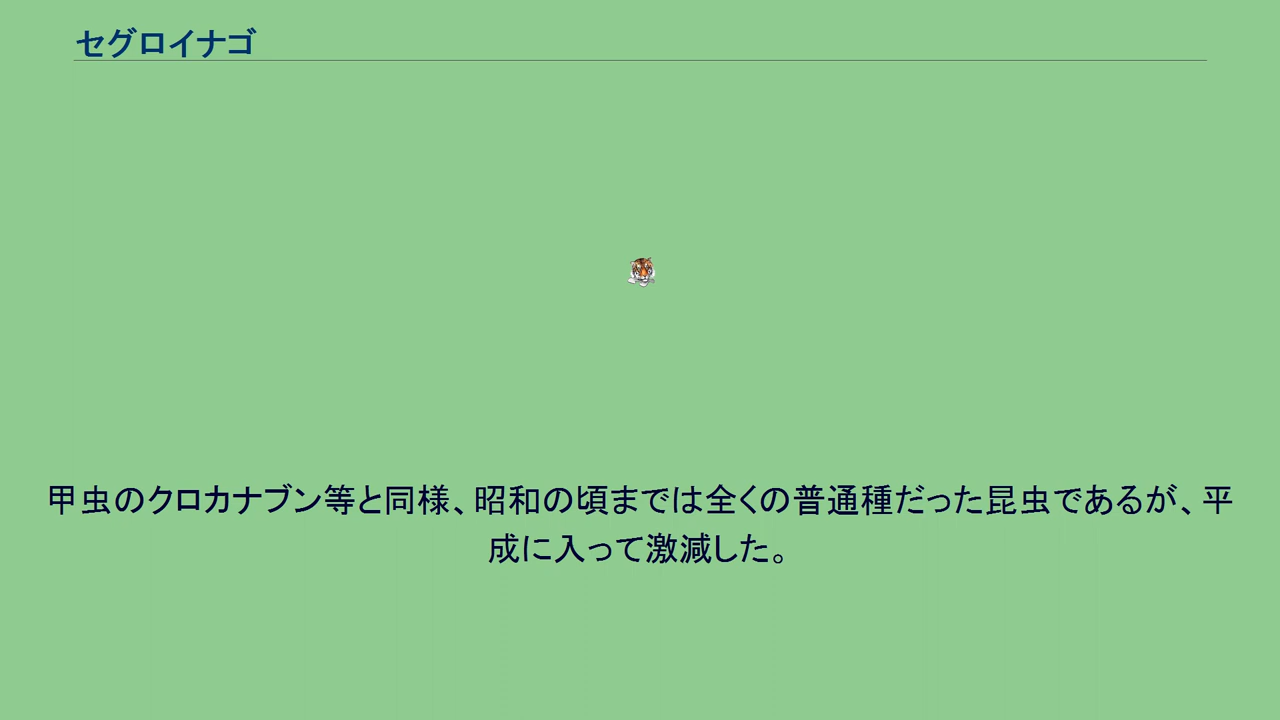 セグロイナゴ
甲虫のクロカナブン等と同様、昭和の頃までは全くの普通種だった昆虫であるが、平
成に入って激減した。